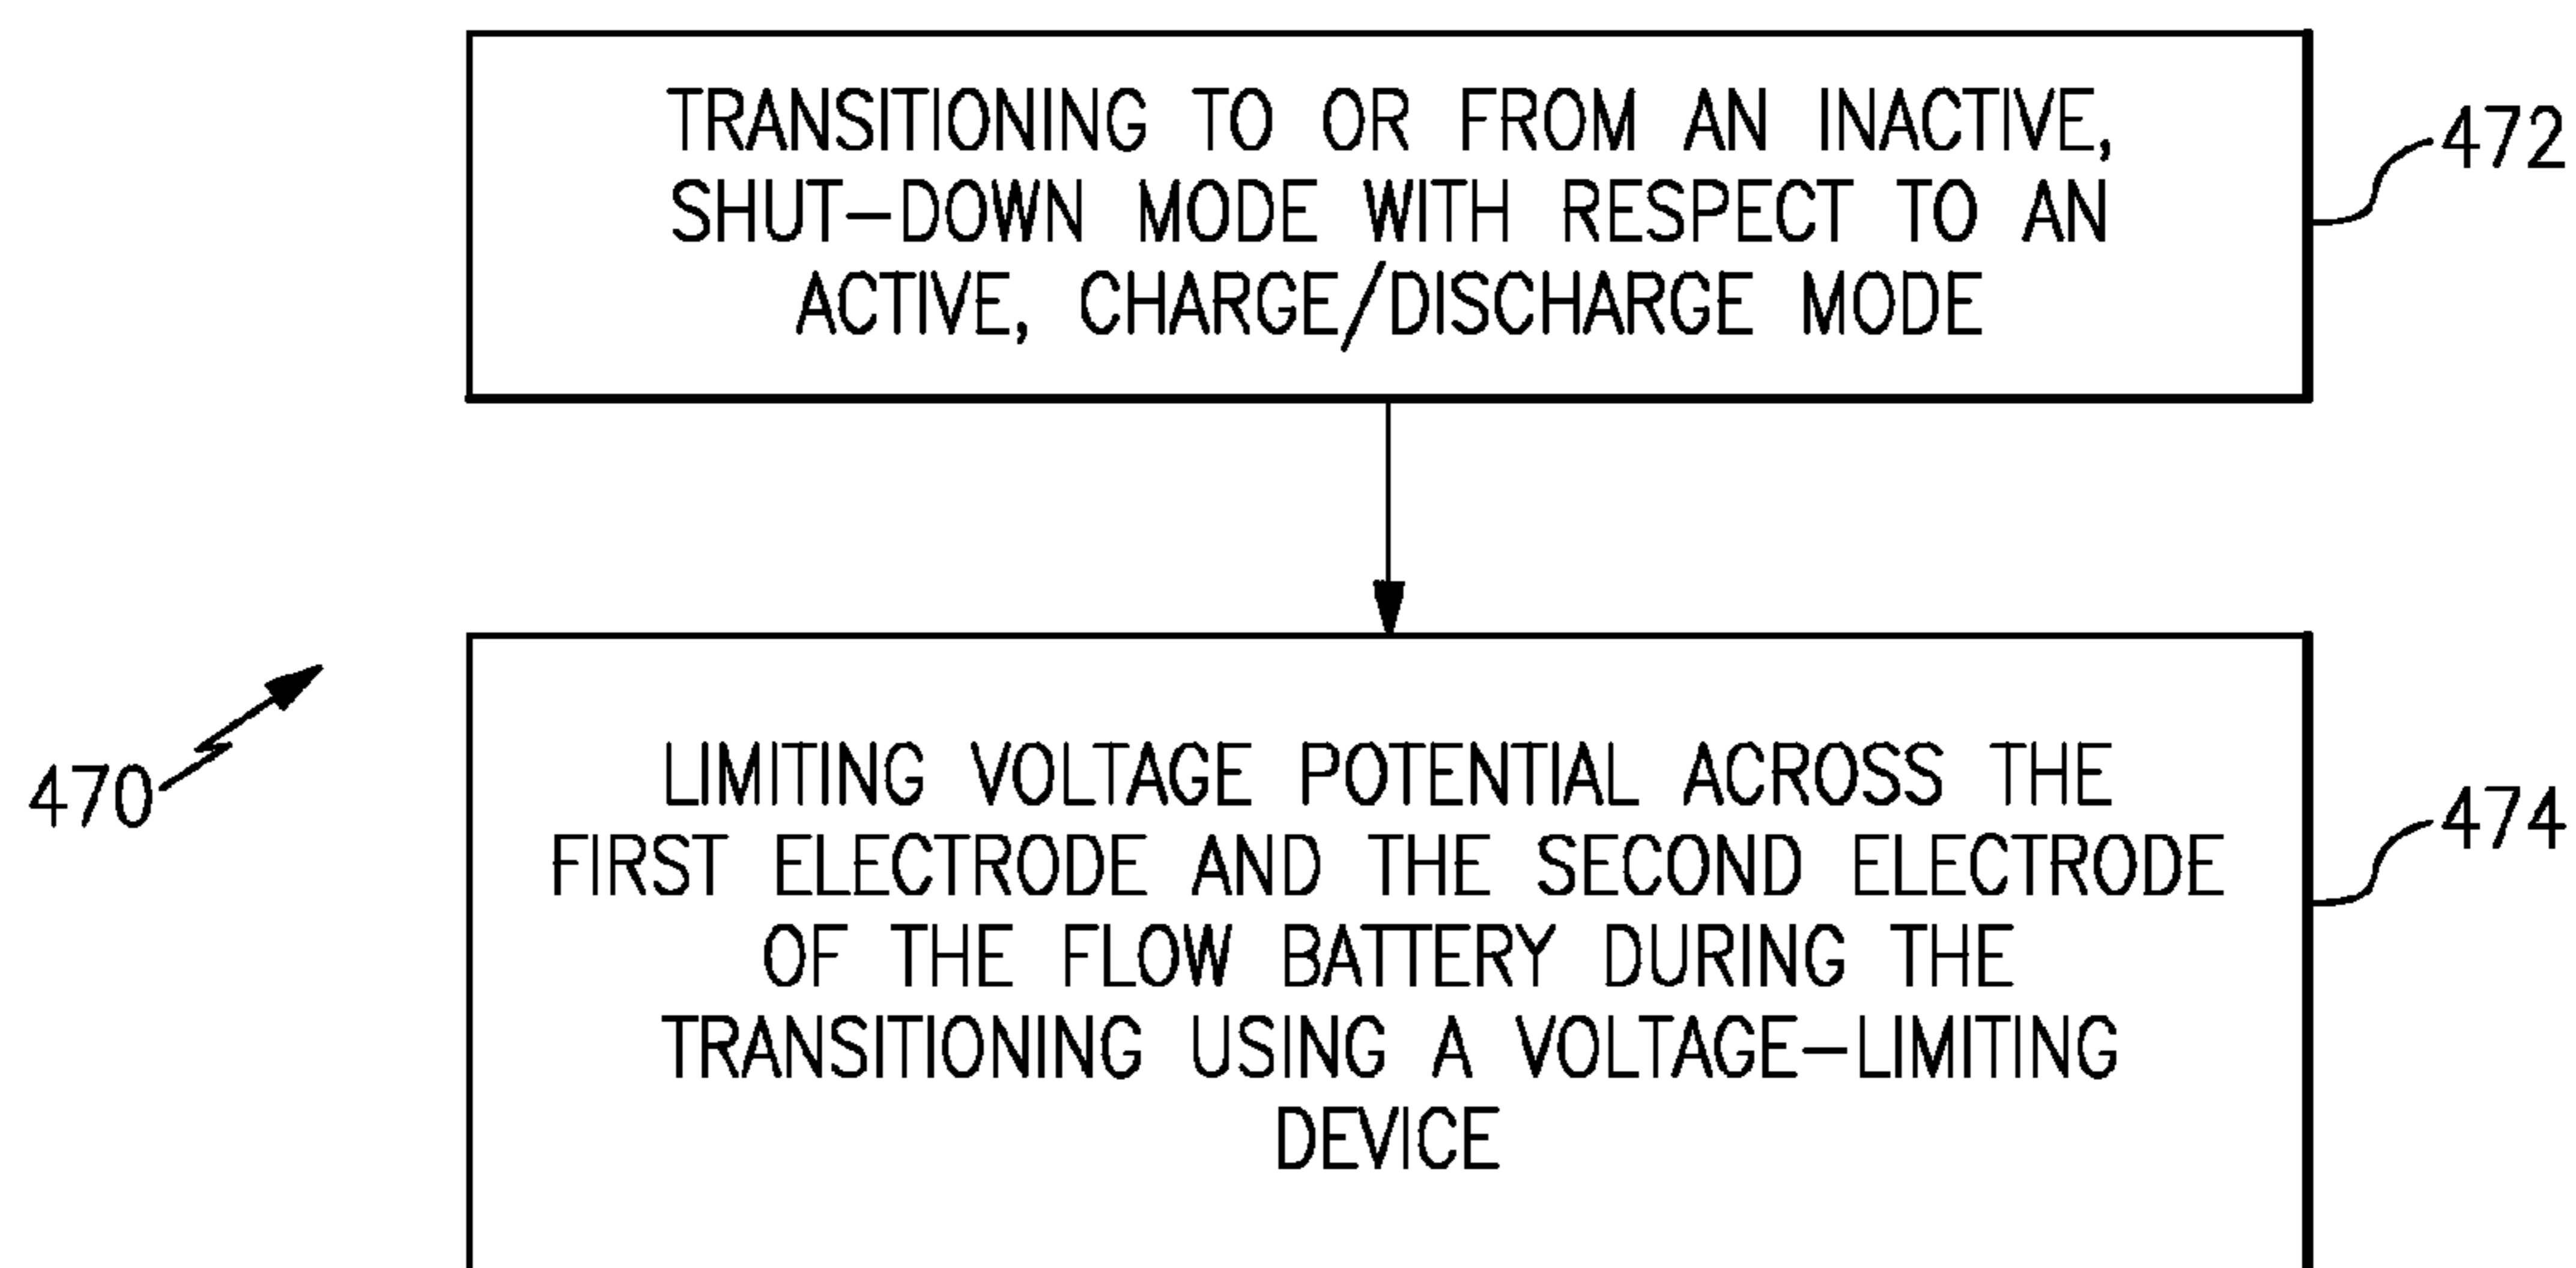 TRANSITIONING TO OR FROM AN INACTIVE,
SHUT-DOWN MODE WITH RESPECT TO AN
ACTIVE, CHARGE/DISCHARGE MODE
472
470
LIMITING VOLTAGE POTENTIAL ACROSS THE
FIRST ELECTRODE AND THE SECOND ELECTRODE
OF THE FLOW BATTERY DURING THE
TRANSITIONING USING A VOLTAGE-LIMITING
DEVICE
474